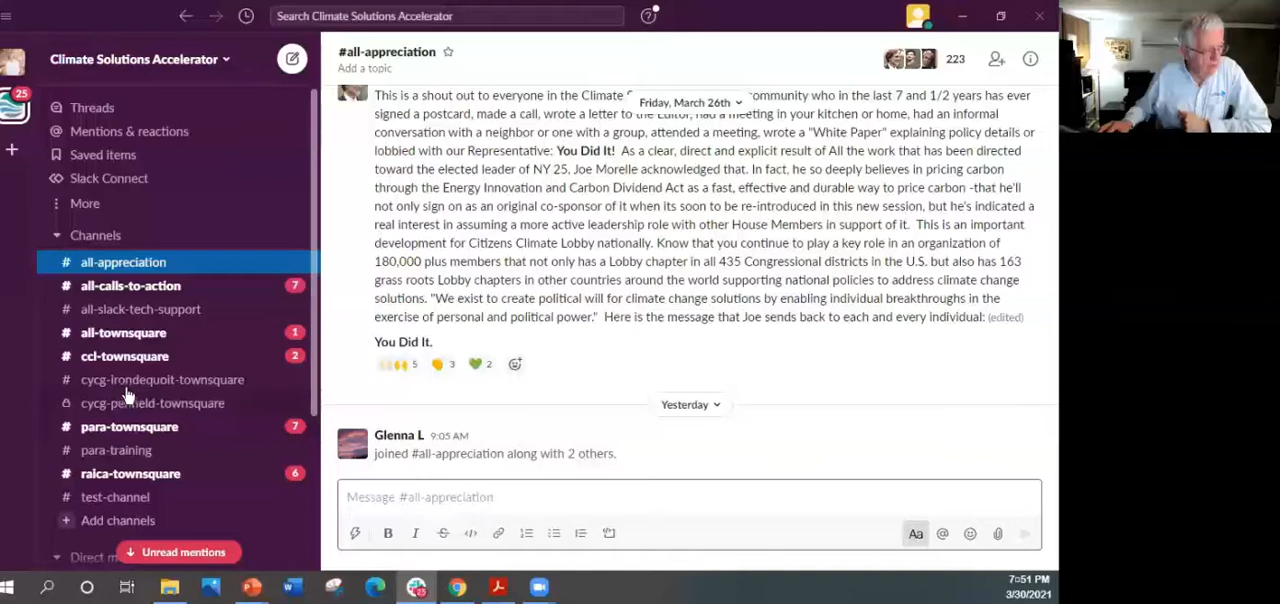 Search Climate Solutions Accelerator
Climate Solutions Accelerator
25
Threads
Mentions & reactions
Saved items
Slack Connect
More
Channels
# all-appreciation
# all-calls-to-action 7
# all-slack-tech-support
# all-townsquare 1
# ccl-townsquare 2
# cycg-irondequoit-townsquare
cycg-penfield-townsquare
# para-townsquare 7
# para-training
# raica-townsquare 6
# test-channel
+ Add channels
Direct m
Unread mentions
#all-appreciation
Add a topic
223
Friday, March 26th
This is a shout out to everyone in the Climate S community who in the last 7 and 1/2 years has ever
signed a postcard, made a call, wrote a letter to the Editor, had a meeting in your kitchen or home, had an informal
conversation with a neighbor or one with a group, attended a meeting, wrote a "White Paper" explaining policy details or
lobbied with our Representative: You Did It! As a clear, direct and explicit result of All the work that has been directed
toward the elected leader of NY 25, Joe Morelle acknowledged that. In fact, he so deeply believes in pricing carbon
through the Energy Innovation and Carbon Dividend Act as a fast, effective and durable way to price carbon -that he'll
not only sign on as an original co-sponsor of it when its soon to be re-introduced in this new session, but he's indicated a
real interest in assuming a more active leadership role with other House Members in support of it. This is an important
development for Citizens Climate Lobby nationally. Know that you continue to play a key role in an organization of
180,000 plus members that not only has a Lobby chapter in all 435 Congressional districts in the U.S. but also has 163
grass roots Lobby chapters in other countries around the world supporting national policies to address climate change
solutions. "We exist to create political will for climate change solutions by enabling individual breakthroughs in the
exercise of personal and political power." Here is the message that Joe sends back to each and every individual: (edited)
You Did It.
5 3 2
Yesterday
Glenna L 9:05 AM
joined #all-appreciation along with 2 others.
Message #all-appreciation
B I S Aa @
7:51 PM
3/30/2021